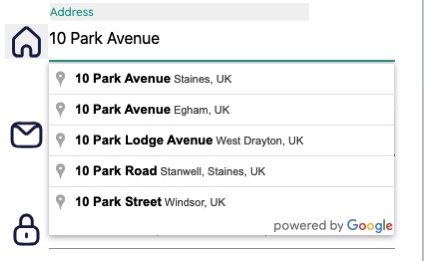 Address
10 Park Avenue
10 Park Avenue Staines, UK
10 Park Avenue Egham, UK
10 Park Lodge Avenue West Drayton, UK
10 Park Road Stanwell, Staines, UK
10 Park Street Windsor, UK
powered by Google